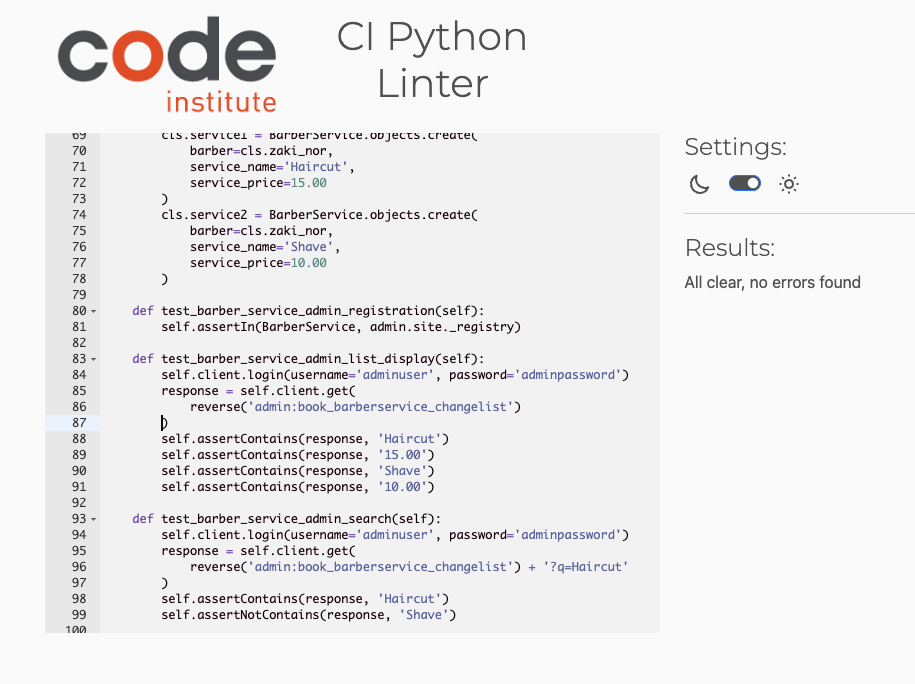 code
institute
CI Python
Linter
69 cls.service1 = BarberService.objects.create(
70 barber=cls.zaki_nor,
71 service_name='Haircut',
72 service_price=15.00
73 )
74 cls.service2 = BarberService.objects.create(
75 barber=cls.zaki_nor,
76 service_name='Shave',
77 service_price=10.00
78 )
79
80 def test_barber_service_admin_registration(self):
81 self.assertIn(BarberService, admin.site._registry)
82
83 def test_barber_service_admin_list_display(self):
84 self.client.login(username='adminuser', password='adminpassword')
85 response = self.client.get(
86 reverse('admin:book_barberservice_changelist')
87 )
88 self.assertContains(response, 'Haircut')
89 self.assertContains(response, '15.00')
90 self.assertContains(response, 'Shave')
91 self.assertContains(response, '10.00')
92
93 def test_barber_service_admin_search(self):
94 self.client.login(username='adminuser', password='adminpassword')
95 response = self.client.get(
96 reverse('admin:book_barberservice_changelist') + '?q=Haircut'
97 )
98 self.assertContains(response, 'Haircut')
99 self.assertNotContains(response, 'Shave')
100
Settings:
Results:
All clear, no errors found